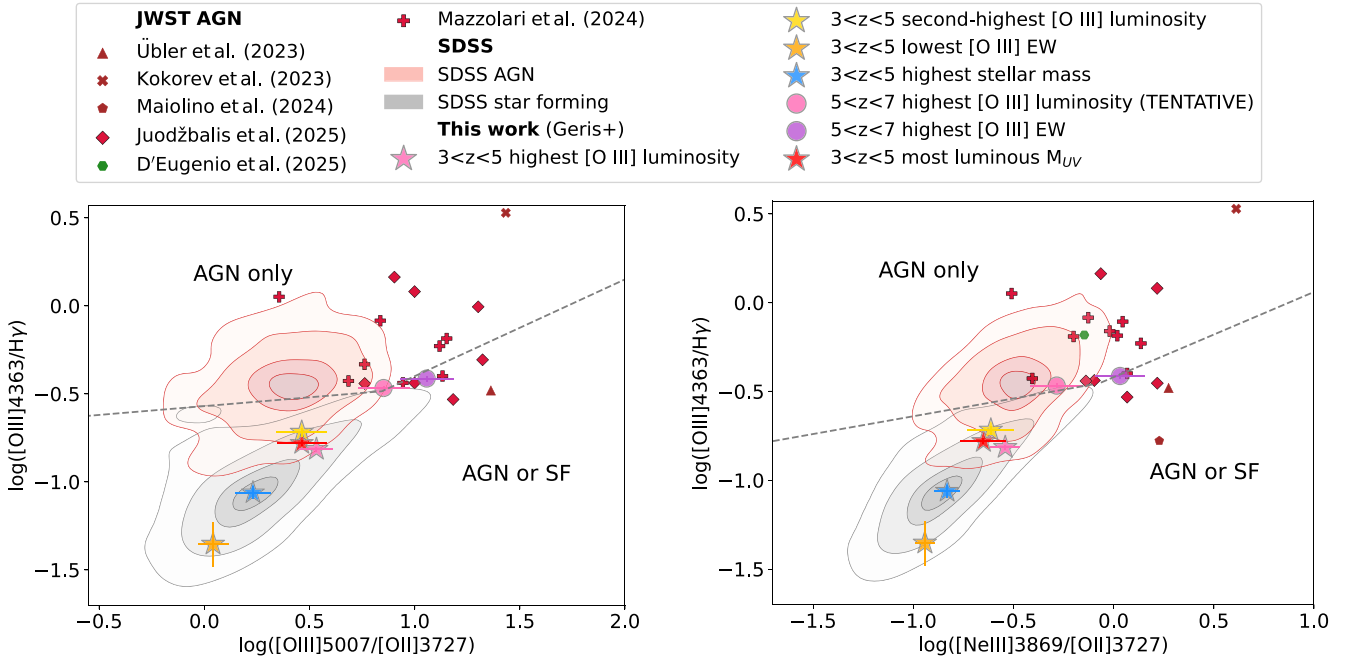 JWST AGN
Übler et al. (2023)
Kokorev et al. (2023)
Maiolino et al. (2024)
Juodžbalis et al. (2025)
D′Eugenio et al. (2025)
Mazzolari et al. (2024)
SDSS
SDSS AGN
SDSS star forming
This work (Geris+)
3<z<5 highest [O III] luminosity
3<z<5 second-highest [O III] luminosity
3<z<5 lowest [O III] EW
3<z<5 highest stellar mass
5<z<7 highest [O III] luminosity (TENTATIVE)
5<z<7 highest [O III] EW
3<z<5 most luminous M_UV
log([OIII]4363/Hγ)
0.5
0.0
−0.5
−1.0
−1.5
AGN only
AGN or SF
−0.5
0.0
0.5
1.0
1.5
2.0
log([OIII]5007/[OII]3727)
log([OIII]4363/Hγ)
0.5
0.0
−0.5
−1.0
−1.5
AGN only
AGN or SF
−1.5
−1.0
−0.5
0.0
0.5
1.0
log([NeIII]3869/[OII]3727)